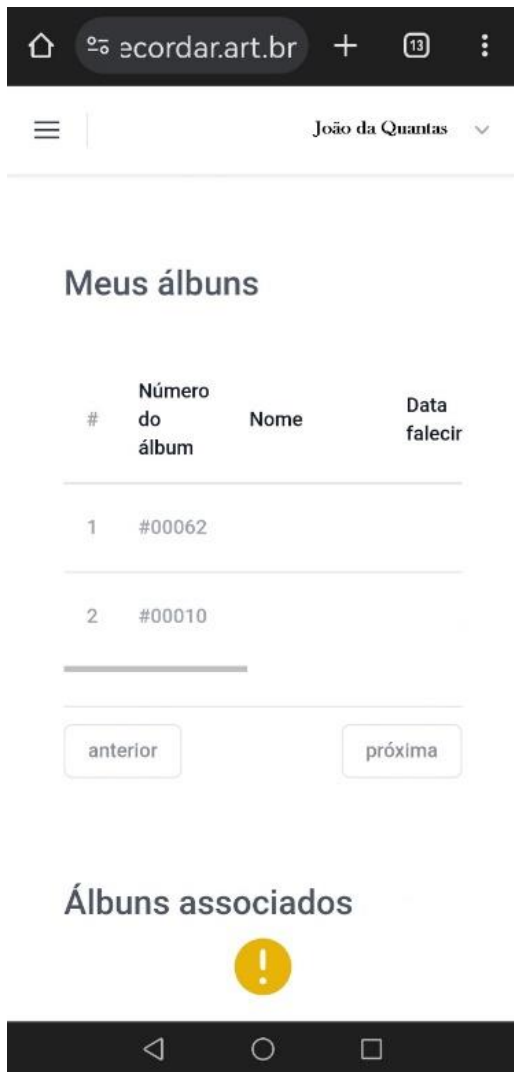 ecordar.art.br
13
João da Quantas
Meus álbuns
# Número do álbum Nome Data falecir
1 #00062
2 #00010
anterior próxima
Álbuns associados